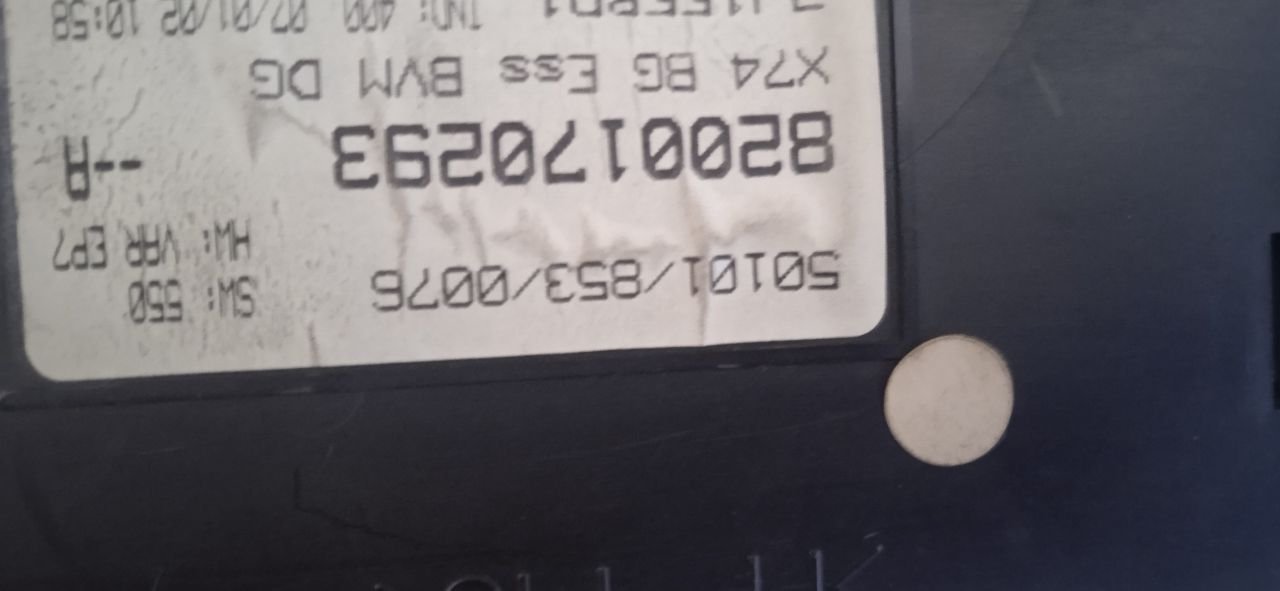 50101/853/0076 SW: 550
HW: VAR EP7
8200170293 --A
X74 BG Ess BVM DG
IND: 400 07/01/02 10:58